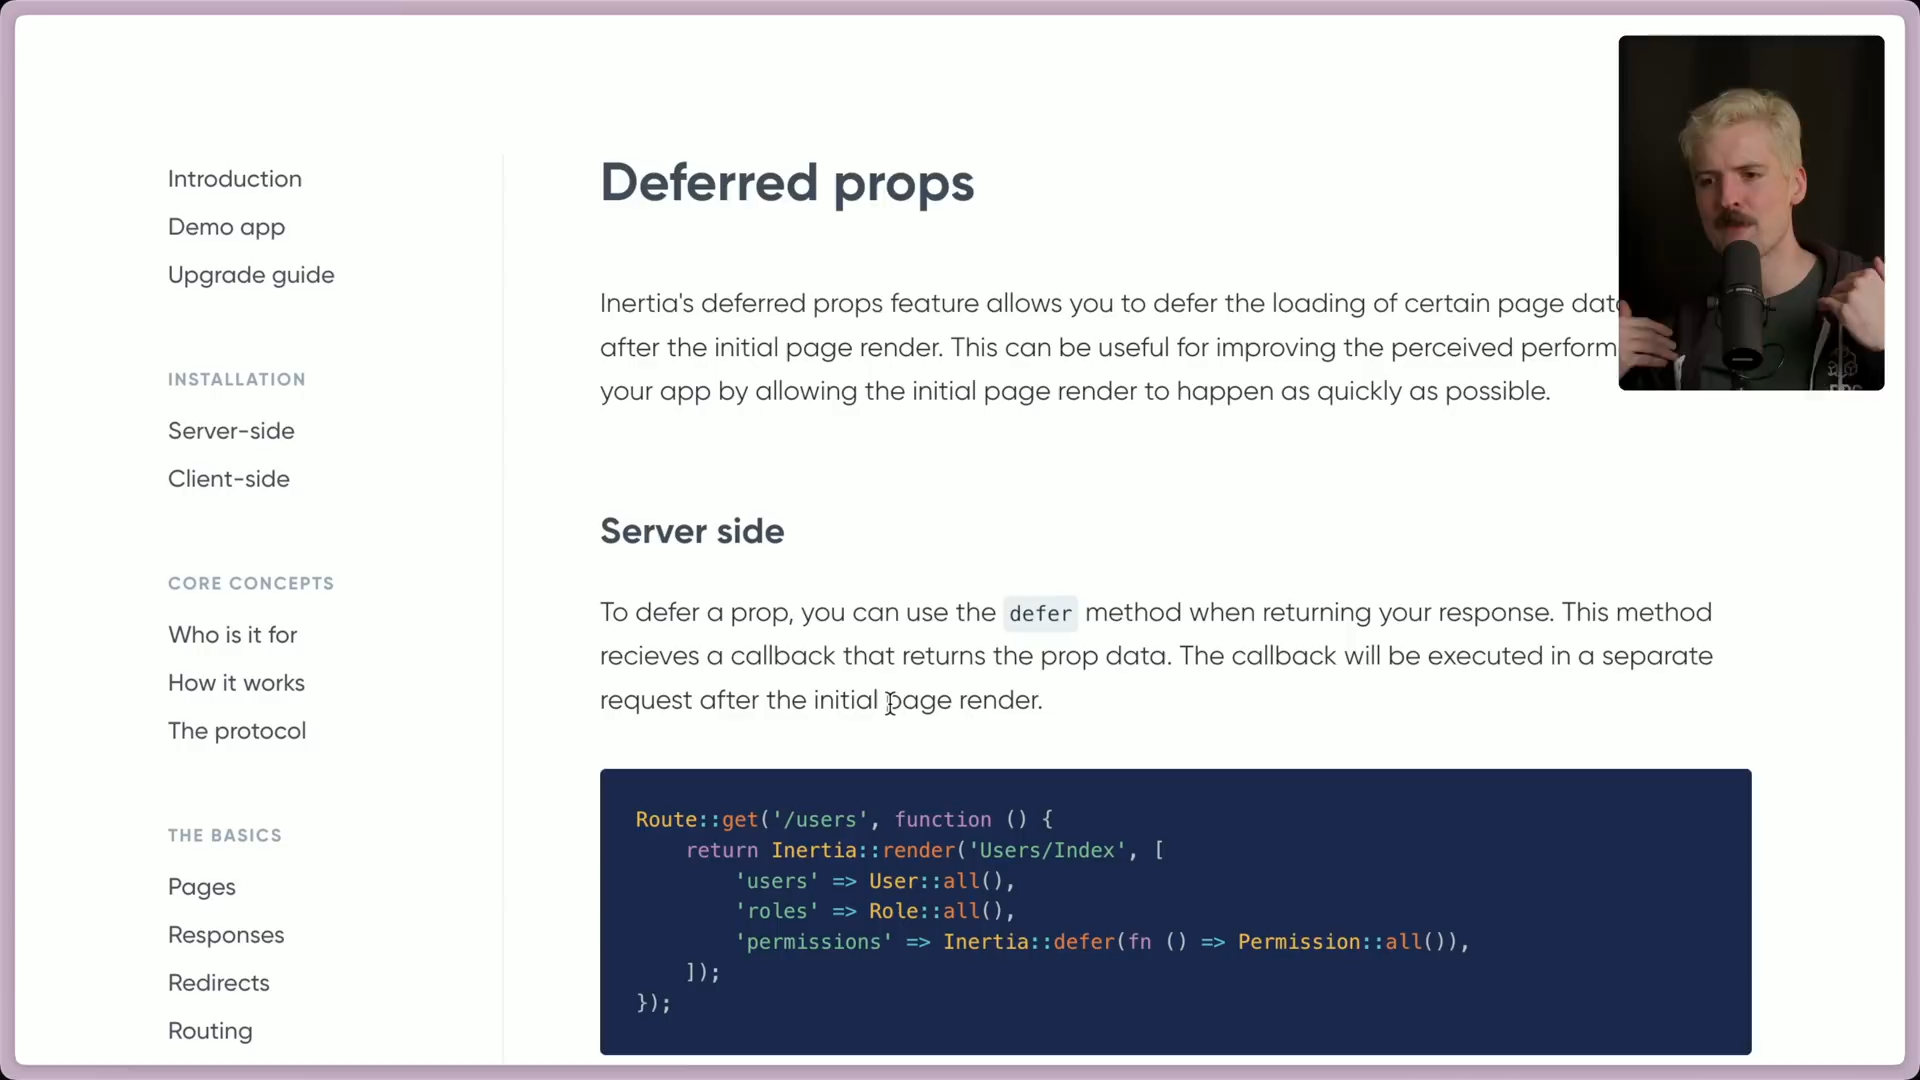 Introduction
Demo app
Upgrade guide
INSTALLATION
Server-side
Client-side
CORE CONCEPTS
Who is it for
How it works
The protocol
THE BASICS
Pages
Responses
Redirects
Routing
Deferred props
Inertia's deferred props feature allows you to defer the loading of certain page
after the initial page render. This can be useful for improving the perceived
your app by allowing the initial page render to happen as quickly as possible.
Server side
To defer a prop, you can use the defer method when returning your response. This method
recieves a callback that returns the prop data. The callback will be executed in a separate
request after the initial page render.
Route::get('/users', function () {
return Inertia::render('Users/Index', [
'users' => User::all(),
'roles' => Role::all(),
'permissions' => Inertia::defer(fn () => Permission::all()),
]);
});